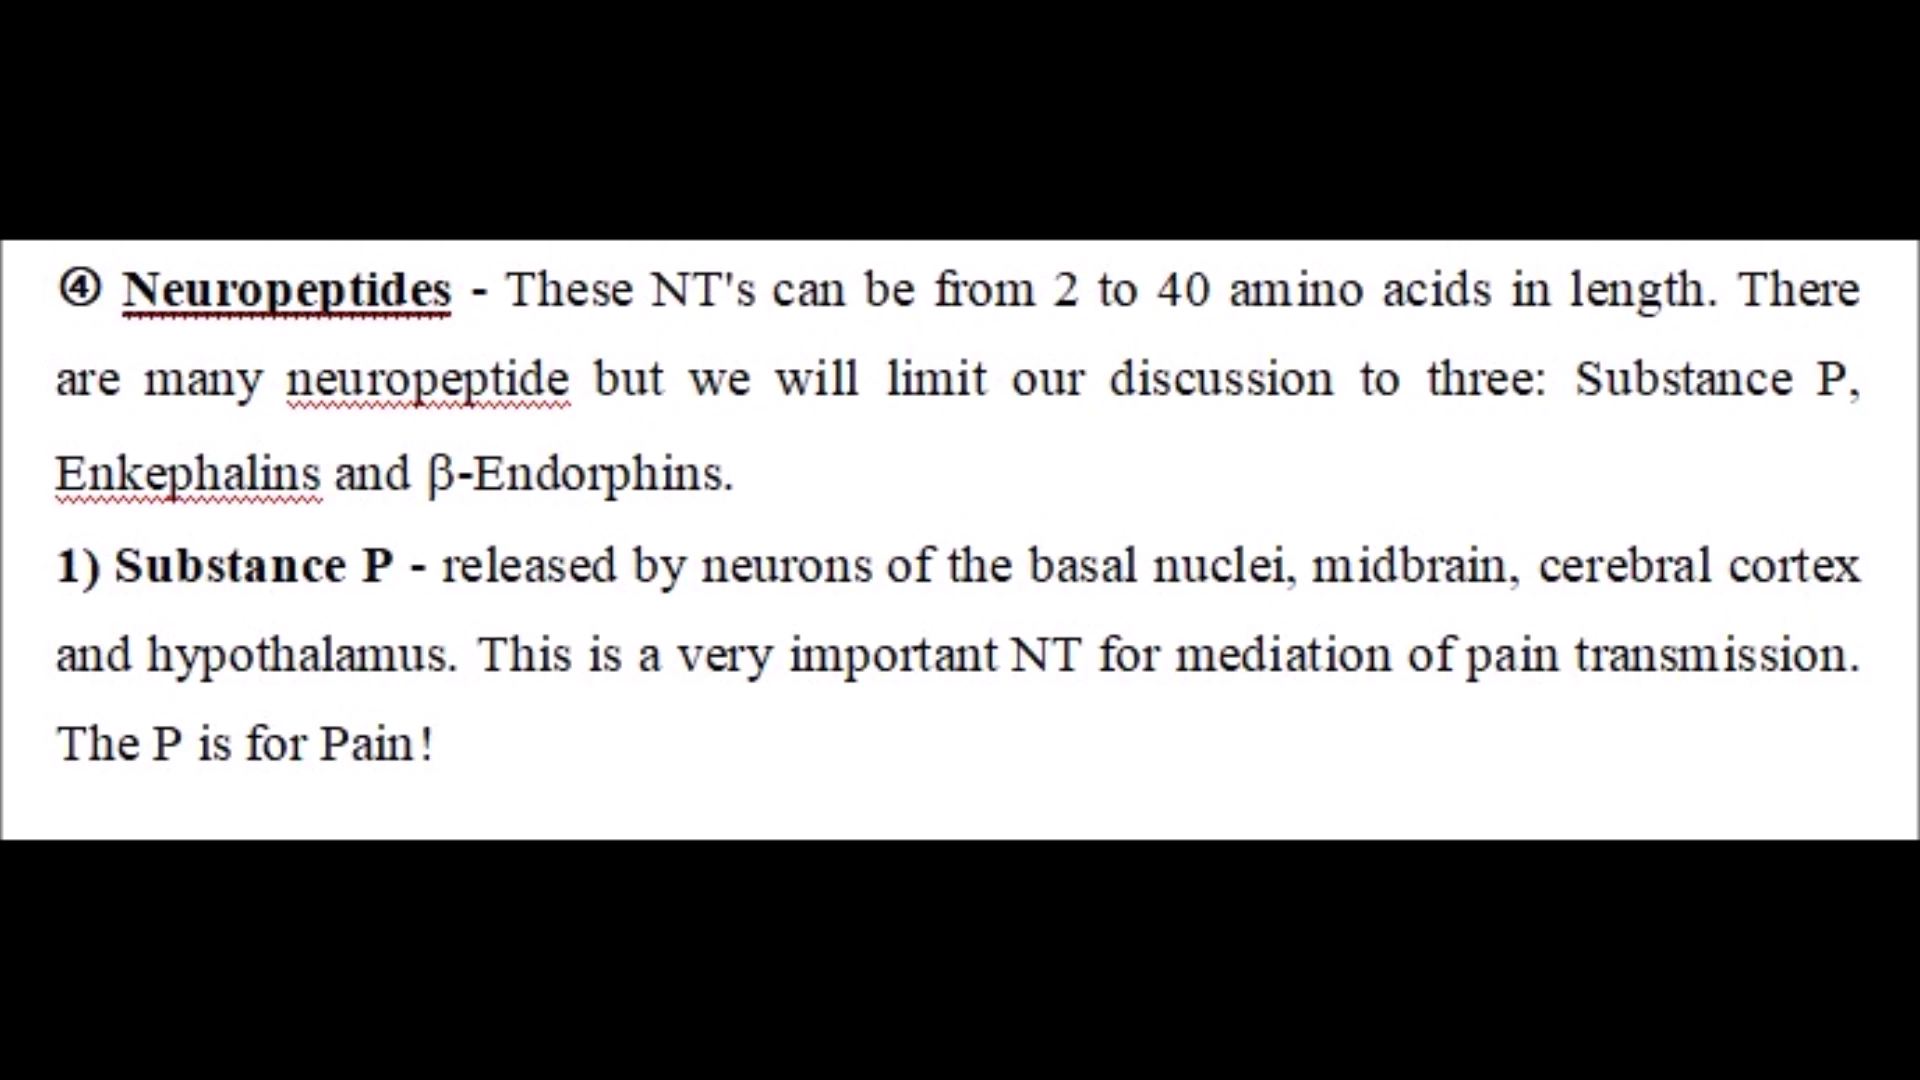 ④ Neuropeptides - These NT's can be from 2 to 40 amino acids in length. There
are many neuropeptide but we will limit our discussion to three: Substance P,
Enkephalins and β-Endorphins.
1) Substance P - released by neurons of the basal nuclei, midbrain, cerebral cortex
and hypothalamus. This is a very important NT for mediation of pain transmission.
The P is for Pain!